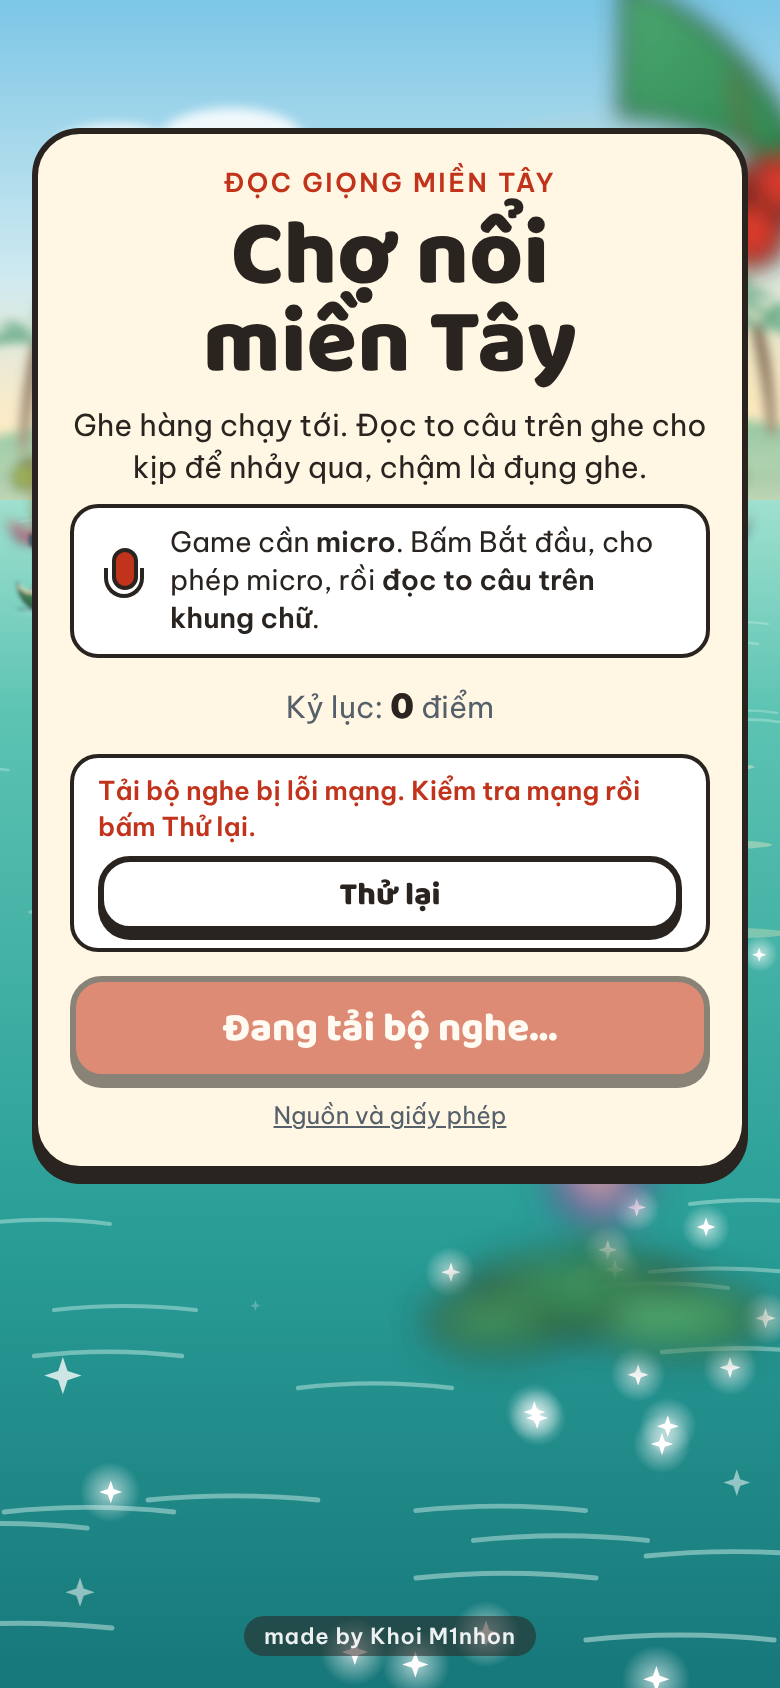 ĐỌC GIỌNG MIỀN TÂY
Chợ nổi
miền Tây
Ghe hàng chạy tới. Đọc to câu trên ghe cho
kịp để nhảy qua, chậm là đụng ghe.
Game cần micro. Bấm Bắt đầu, cho
phép micro, rồi đọc to câu trên
khung chữ.
Kỷ lục: 0 điểm
Tải bộ nghe bị lỗi mạng. Kiểm tra mạng rồi
bấm Thử lại.
Thử lại
Đang tải bộ nghe...
Nguồn và giấy phép
made by Khoi M1nhon